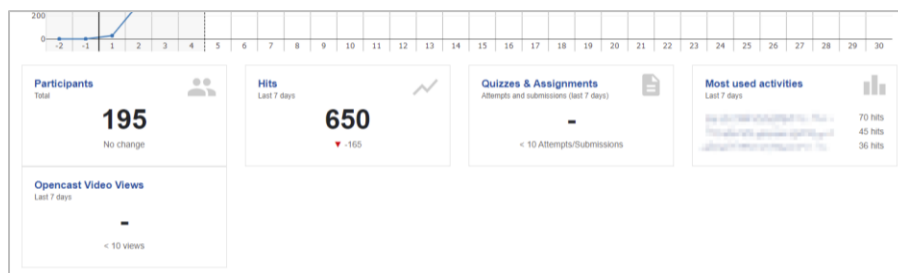 200
0
-2 -1 1 2 3 4 5 6 7 8 9 10 11 12 13 14 15 16 17 18 19 20 21 22 23 24 25 26 27 28 29 30
Participants
Total
195
No change
Hits
Last 7 days
650
▼ -165
Quizzes & Assignments
Attempts and submissions (last 7 days)
-
< 10 Attempts/Submissions
Most used activities
Last 7 days
70 hits
45 hits
36 hits
Opencast Video Views
Last 7 days
-
< 10 views